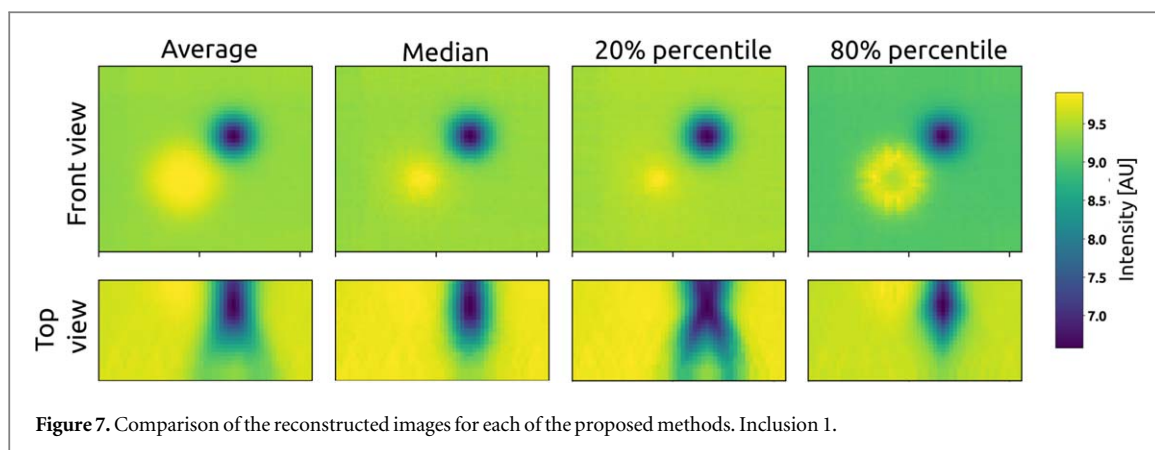 Average Median 20% percentile 80% percentile
Front view
Top
view
9.5
9.0
8.5
8.0
7.5
7.0
Intensity [AU]
Figure 7. Comparison of the reconstructed images for each of the proposed methods. Inclusion 1.